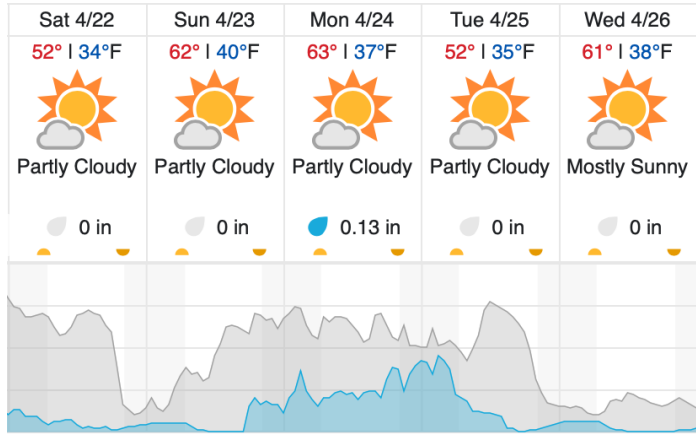 Sat 4/22 Sun 4/23 Mon 4/24 Tue 4/25 Wed 4/26
52° | 34°F 62° | 40°F 63° | 37°F 52° | 35°F 61° | 38°F
Partly Cloudy Partly Cloudy Partly Cloudy Partly Cloudy Mostly Sunny
0 in 0 in 0.13 in 0 in 0 in